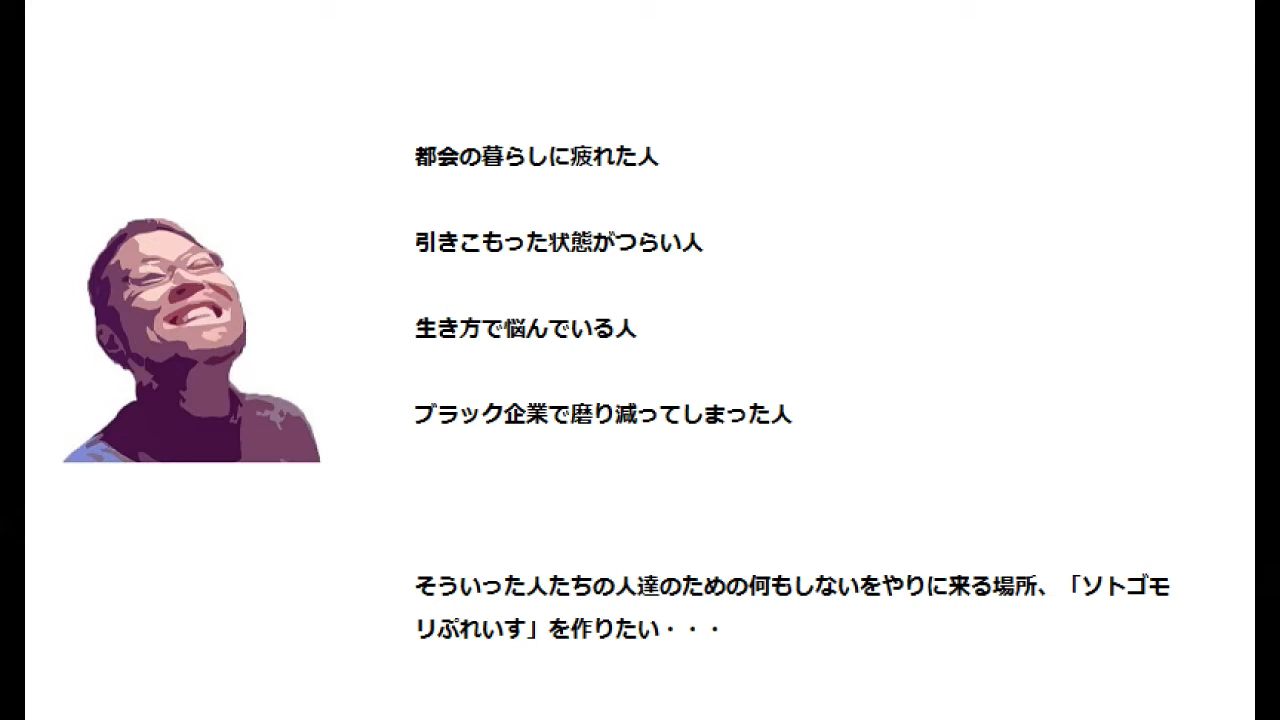 都会の暮らしに疲れた人
引きこもった状態がつらい人
生き方で悩んでいる人
ブラック企業で磨り減ってしまった人
そういった人たちの人達のための何もしないをやりに来る場所、「ソトゴモ
リぷれいす」を作りたい・・・